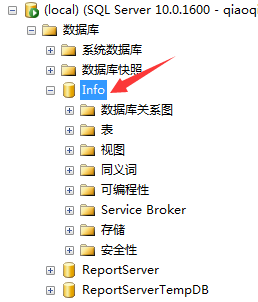 (local) (SQL Server 10.0.1600 - qiaoqi
数据库
系统数据库
数据库快照
Info
数据库关系图
表
视图
同义词
可编程性
Service Broker
存储
安全性
ReportServer
ReportServerTempDB